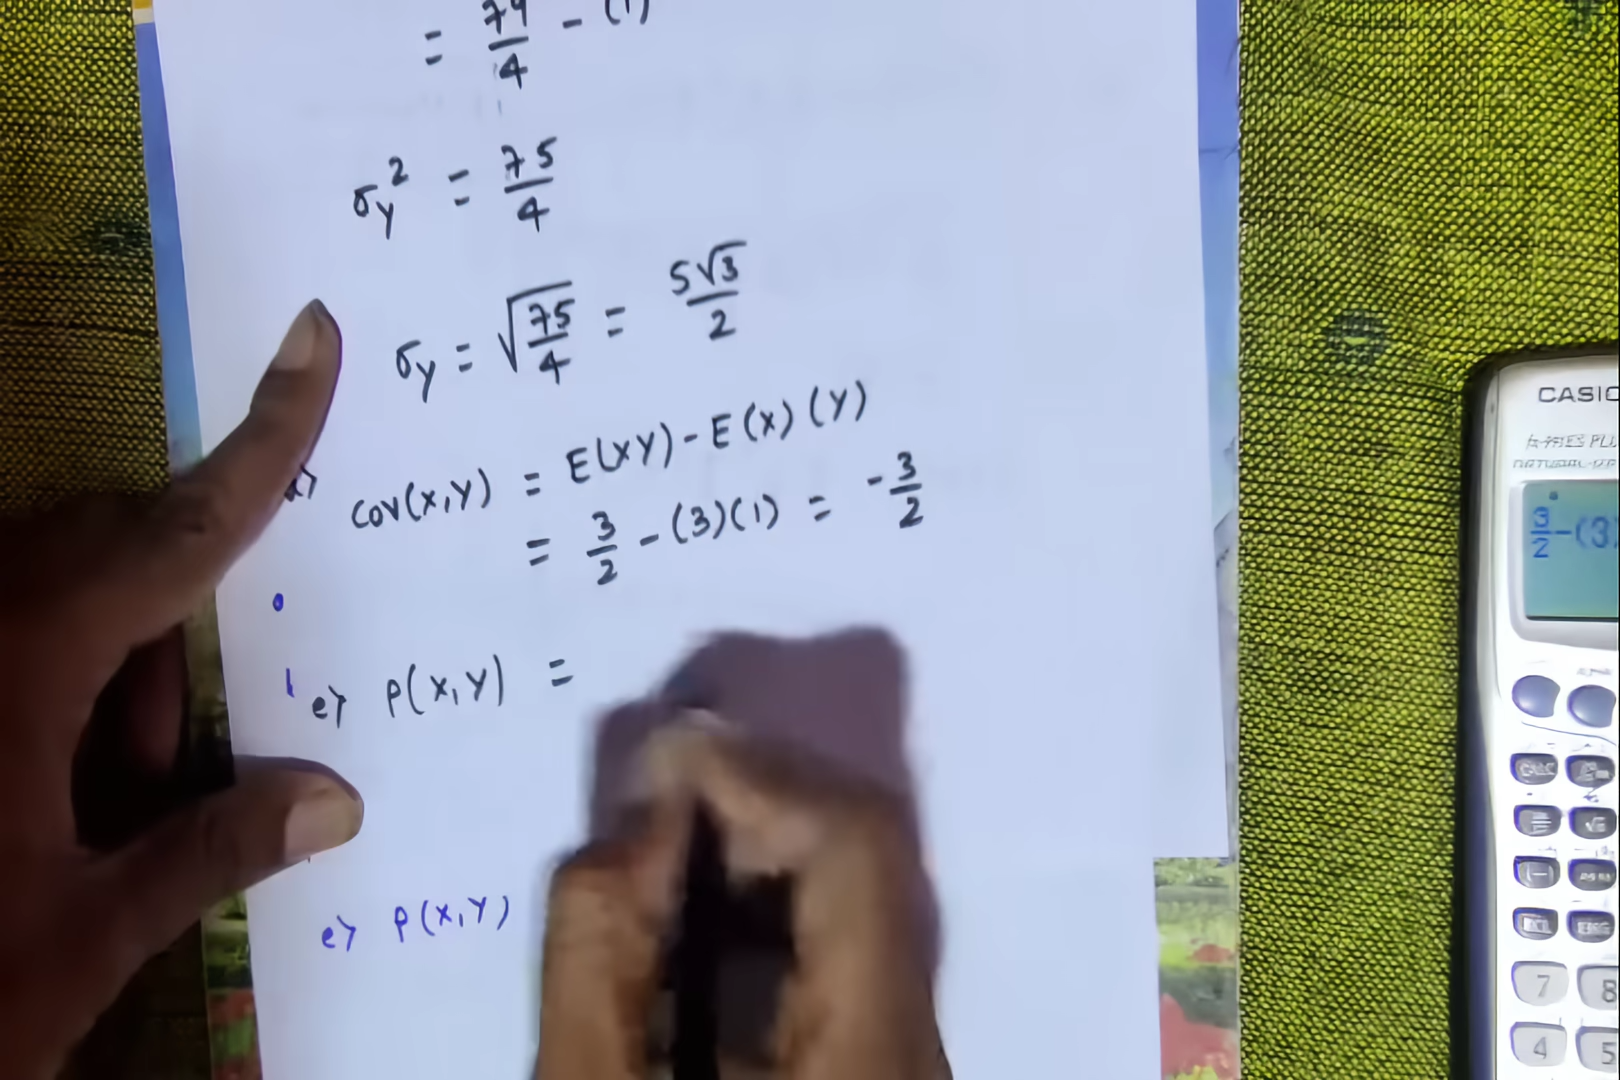 = 79/4 - (1)
σy² = 75/4
σy = √75/4 = 5√3/2
Cov(x,y) = E(XY) - E(X)(Y)
= 3/2 - (3)(1) = -3/2
e) ρ(x,y) =
e) ρ(x,y)
CASIO
3/2-(3
CALC
7 8
4 5